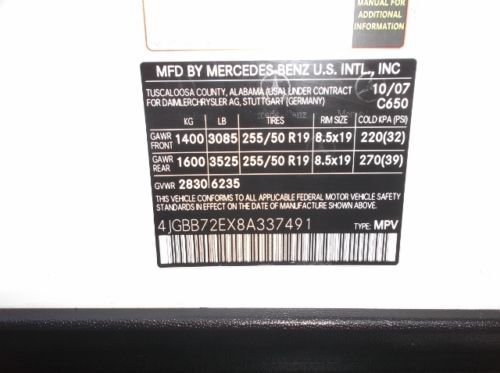 MANUAL FOR
ADDITIONAL
INFORMATION
MFD BY MERCEDES-BENZ U.S. INTL., INC
TUSCALOOSA COUNTY, ALABAMA (USA) UNDER CONTRACT 10/07
FOR DAIMLERCHRYSLER AG, STUTTGART (GERMANY) C650
KG LB TIRES RIM SIZE COLD KPA (PSI)
GAWR FRONT 1400 3085 255/50 R19 8.5x19 220(32)
GAWR REAR 1600 3525 255/50 R19 8.5x19 270(39)
GVWR 2830 6235
THIS VEHICLE CONFORMS TO ALL APPLICABLE FEDERAL MOTOR VEHICLE SAFETY
STANDARDS IN EFFECT ON THE DATE OF MANUFACTURE SHOWN ABOVE.
4JGBB72EX8A337491 TYPE: MPV